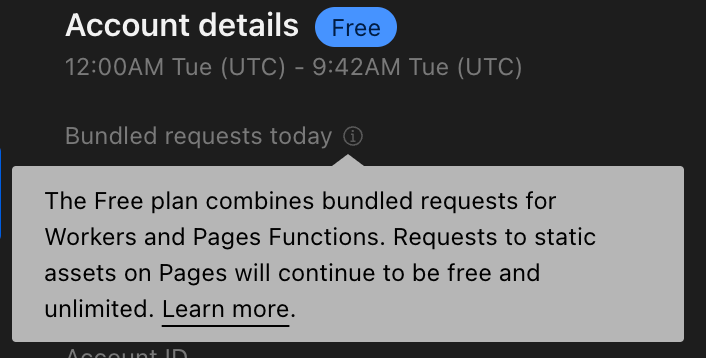 Account details Free
12:00AM Tue (UTC) - 9:42AM Tue (UTC)
Bundled requests today
The Free plan combines bundled requests for
Workers and Pages Functions. Requests to static
assets on Pages will continue to be free and
unlimited. Learn more.
Account ID